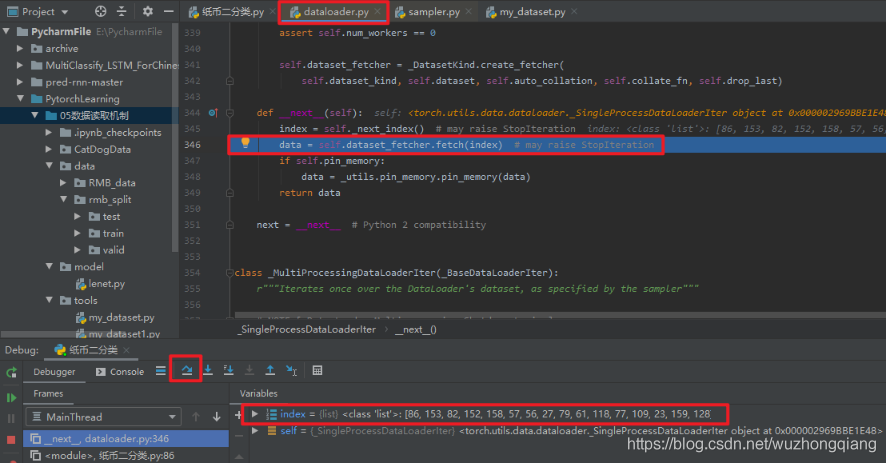 Project
纸币二分类.py
dataloader.py
sampler.py
my_dataset.py
PycharmFile E:\PycharmFile
archive
MultiClassify_LSTM_ForChine
pred-rnn-master
PytorchLearning
05数据读取机制
.ipynb_checkpoints
CatDogData
data
RMB_data
rmb_split
test
train
valid
model
lenet.py
tools
my_dataset.py
my_dataset1.py
339 assert self.num_workers == 0
340
341 self.dataset_fetcher = _DatasetKind.create_fetcher(
342 self.dataset_kind, self.dataset, self.auto_collation, self.collate_fn, self.drop_last)
343
344 def __next__(self): self: <torch.utils.data.dataloader._SingleProcessDataLoaderIter object at 0x000002969BBE1E48
345 index = self._next_index() # may raise StopIteration index: <class 'list'>: [86, 153, 82, 152, 158, 57, 56,
346 data = self.dataset_fetcher.fetch(index) # may raise StopIteration
347 if self.pin_memory:
348 data = _utils.pin_memory.pin_memory(data)
349 return data
350
351 next = __next__ # Python 2 compatibility
352
353
354 class _MultiProcessingDataLoaderIter(_BaseDataLoaderIter):
355 r"""Iterates once over the DataLoader's dataset, as specified by the sampler"""
356
_SingleProcessDataLoaderIter › __next__()
Debug: 纸币二分类
Debugger Console
Frames Variables
MainThread
index = {list} <class 'list'>: [86, 153, 82, 152, 158, 57, 56, 27, 79, 61, 118, 77, 109, 23, 159, 128]
__next__, dataloader.py:346
self = {_SingleProcessDataLoaderIter} <torch.utils.data.dataloader._SingleProcessDataLoaderIter object at 0x000002969BBE1E48>
<module>, 纸币二分类.py:86
https://blog.csdn.net/wuzhongqiang